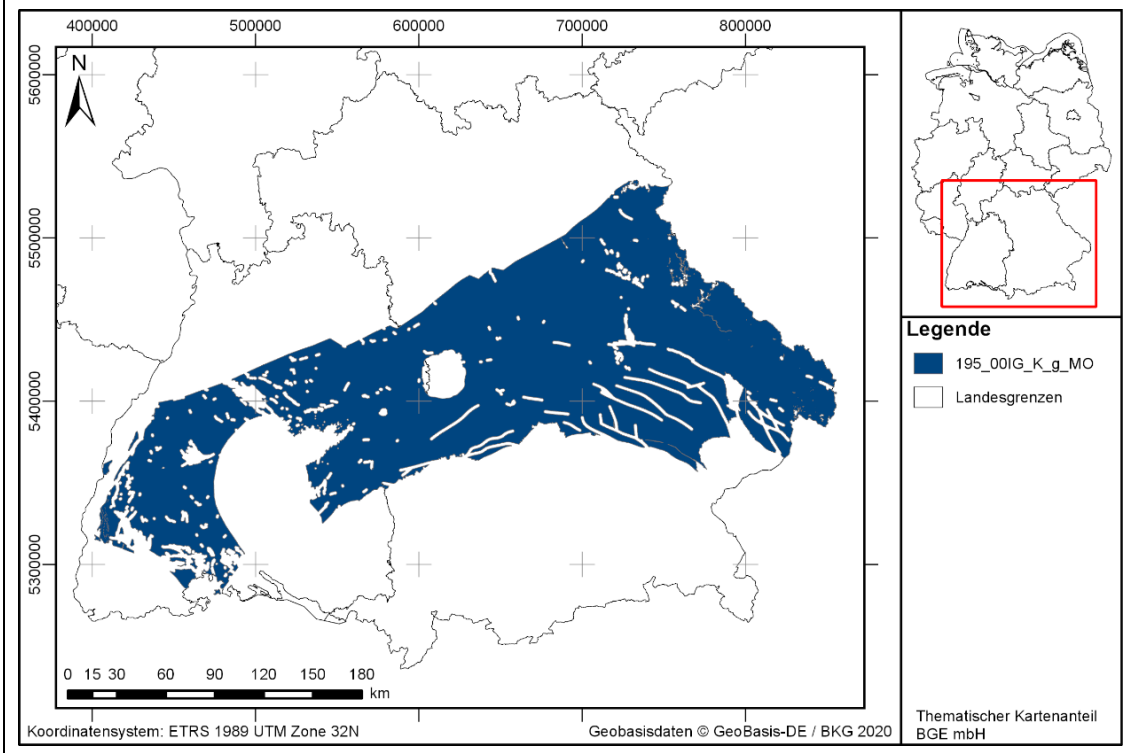 400000 500000 600000 700000 800000
N
5600000
5500000
5400000
5300000
0 15 30 60 90 120 150 180
km
Koordinatensystem: ETRS 1989 UTM Zone 32N
Geobasisdaten © GeoBasis-DE / BKG 2020
Legende
195_00IG_K_g_MO
Landesgrenzen
Thematischer Kartenanteil
BGE mbH